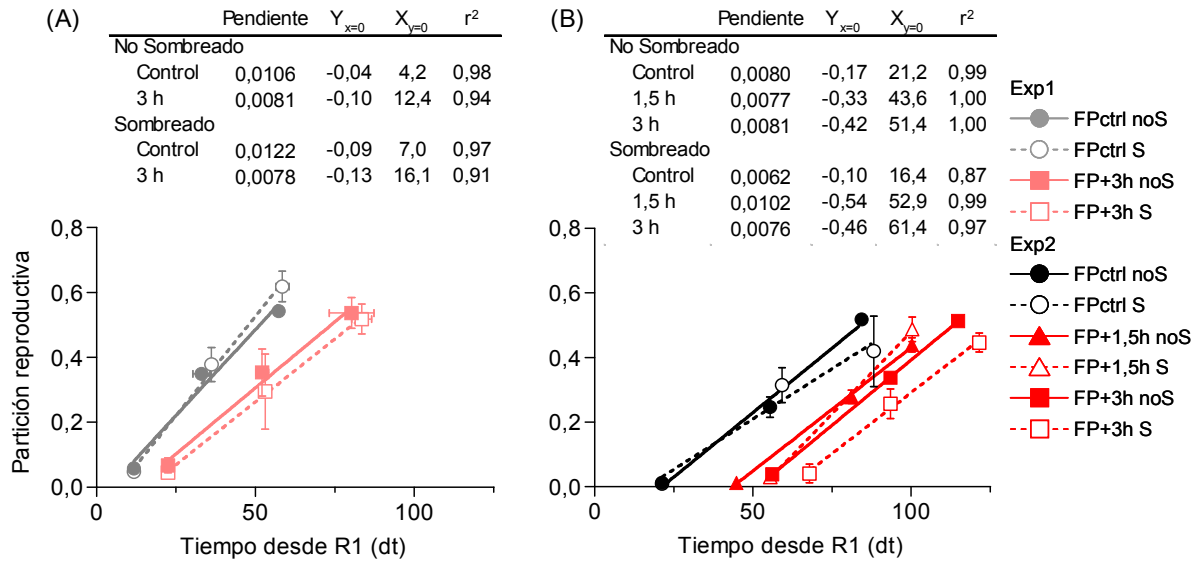 (A)
Pendiente Yx=0 Xy=0 r²
No Sombreado
Control 0,0106 -0,04 4,2 0,98
3 h 0,0081 -0,10 12,4 0,94
Sombreado
Control 0,0122 -0,09 7,0 0,97
3 h 0,0078 -0,13 16,1 0,91
0,8
0,6
0,4
0,2
0,0
0 50 100
Partición reproductiva
Tiempo desde R1 (dt)
(B)
Pendiente Yx=0 Xy=0 r²
No Sombreado
Control 0,0080 -0,17 21,2 0,99
1,5 h 0,0077 -0,33 43,6 1,00
3 h 0,0081 -0,42 51,4 1,00
Sombreado
Control 0,0062 -0,10 16,4 0,87
1,5 h 0,0102 -0,54 52,9 0,99
3 h 0,0076 -0,46 61,4 0,97
0,8
0,6
0,4
0,2
0,0
0 50 100
Tiempo desde R1 (dt)
Exp1
FPctrl noS
FPctrl S
FP+3h noS
FP+3h S
Exp2
FPctrl noS
FPctrl S
FP+1,5h noS
FP+1,5h S
FP+3h noS
FP+3h S